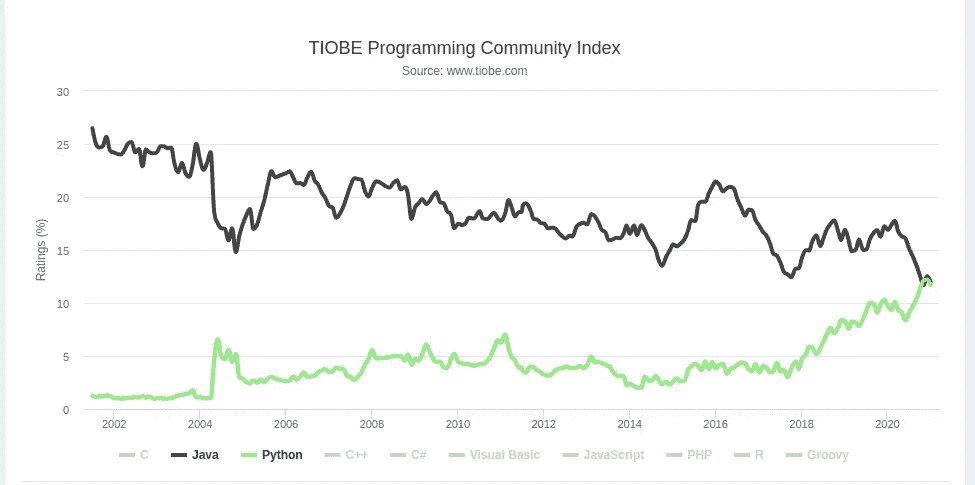 TIOBE Programming Community Index
Source: www.tiobe.com
Ratings (%)
30
25
20
15
10
5
0
2002 2004 2006 2008 2010 2012 2014 2016 2018 2020
C Java Python C++ C# Visual Basic JavaScript PHP R Groovy